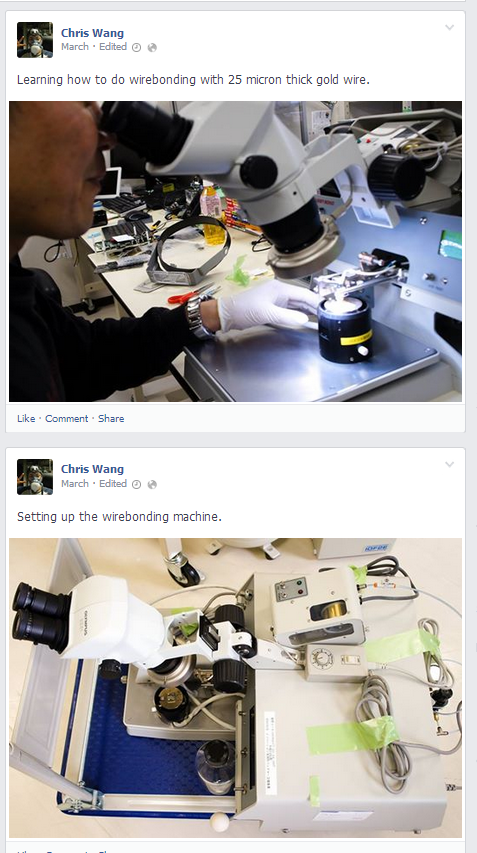 Chris Wang
March · Edited
Learning how to do wirebonding with 25 micron thick gold wire.
Like · Comment · Share
Chris Wang
March · Edited
Setting up the wirebonding machine.
OLYMPUS